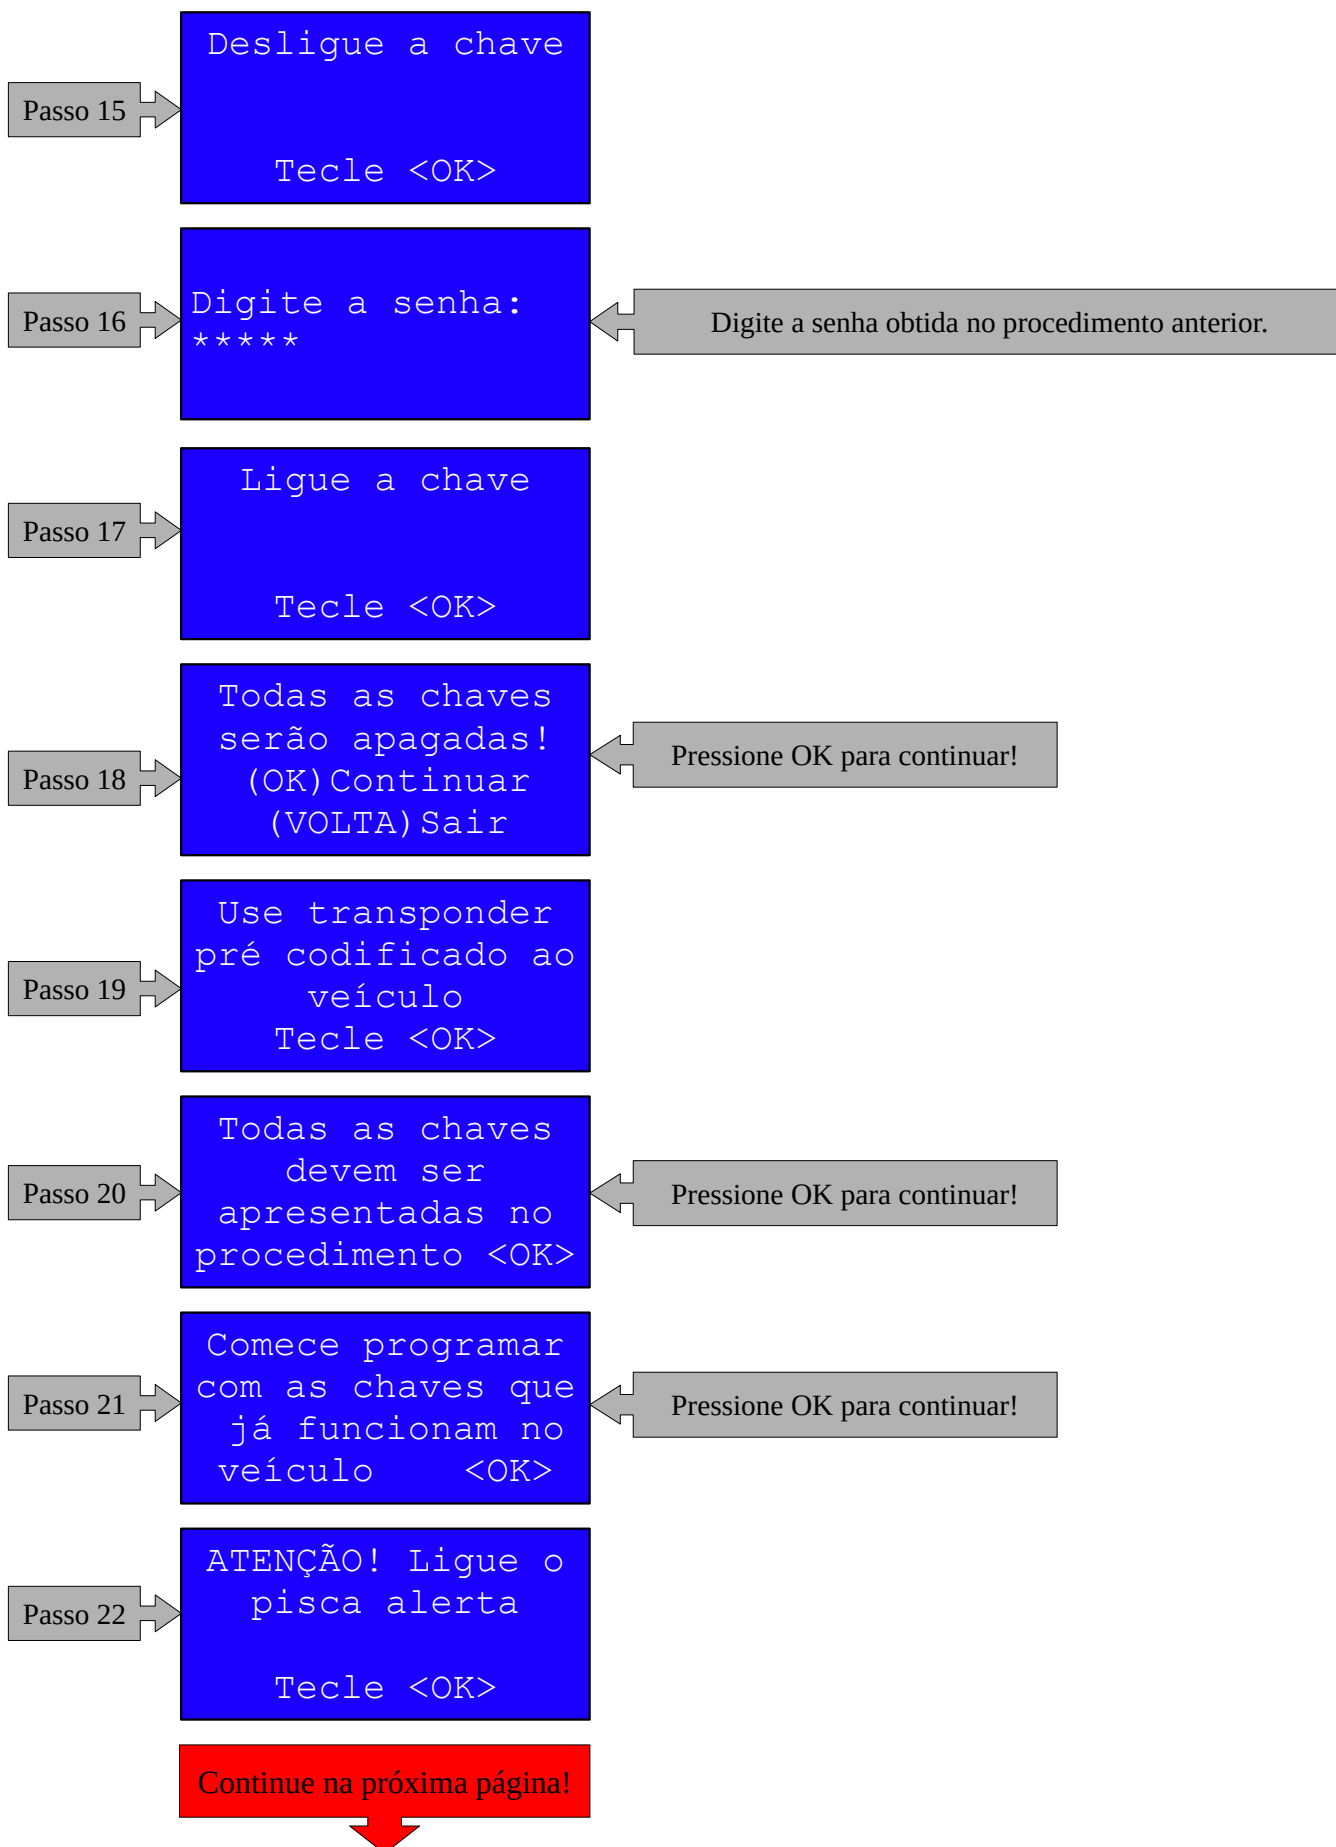 Passo 15
Desligue a chave
Tecle <OK>
Passo 16
Digite a senha:
*****
Digite a senha obtida no procedimento anterior.
Passo 17
Ligue a chave
Tecle <OK>
Passo 18
Todas as chaves
serão apagadas!
(OK)Continuar
(VOLTA)Sair
Pressione OK para continuar!
Passo 19
Use transponder
pré codificado ao
veículo
Tecle <OK>
Passo 20
Todas as chaves
devem ser
apresentadas no
procedimento <OK>
Pressione OK para continuar!
Passo 21
Comece programar
com as chaves que
já funcionam no
veículo <OK>
Pressione OK para continuar!
Passo 22
ATENÇÃO! Ligue o
pisca alerta
Tecle <OK>
Continue na próxima página!